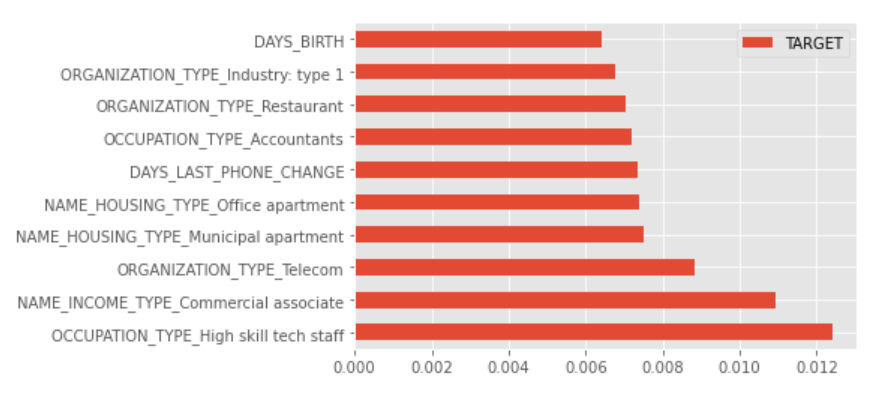 DAYS_BIRTH
TARGET
ORGANIZATION_TYPE_Industry: type 1
ORGANIZATION_TYPE_Restaurant
OCCUPATION_TYPE_Accountants
DAYS_LAST_PHONE_CHANGE
NAME_HOUSING_TYPE_Office apartment
NAME_HOUSING_TYPE_Municipal apartment
ORGANIZATION_TYPE_Telecom
NAME_INCOME_TYPE_Commercial associate
OCCUPATION_TYPE_High skill tech staff
0.000 0.002 0.004 0.006 0.008 0.010 0.012